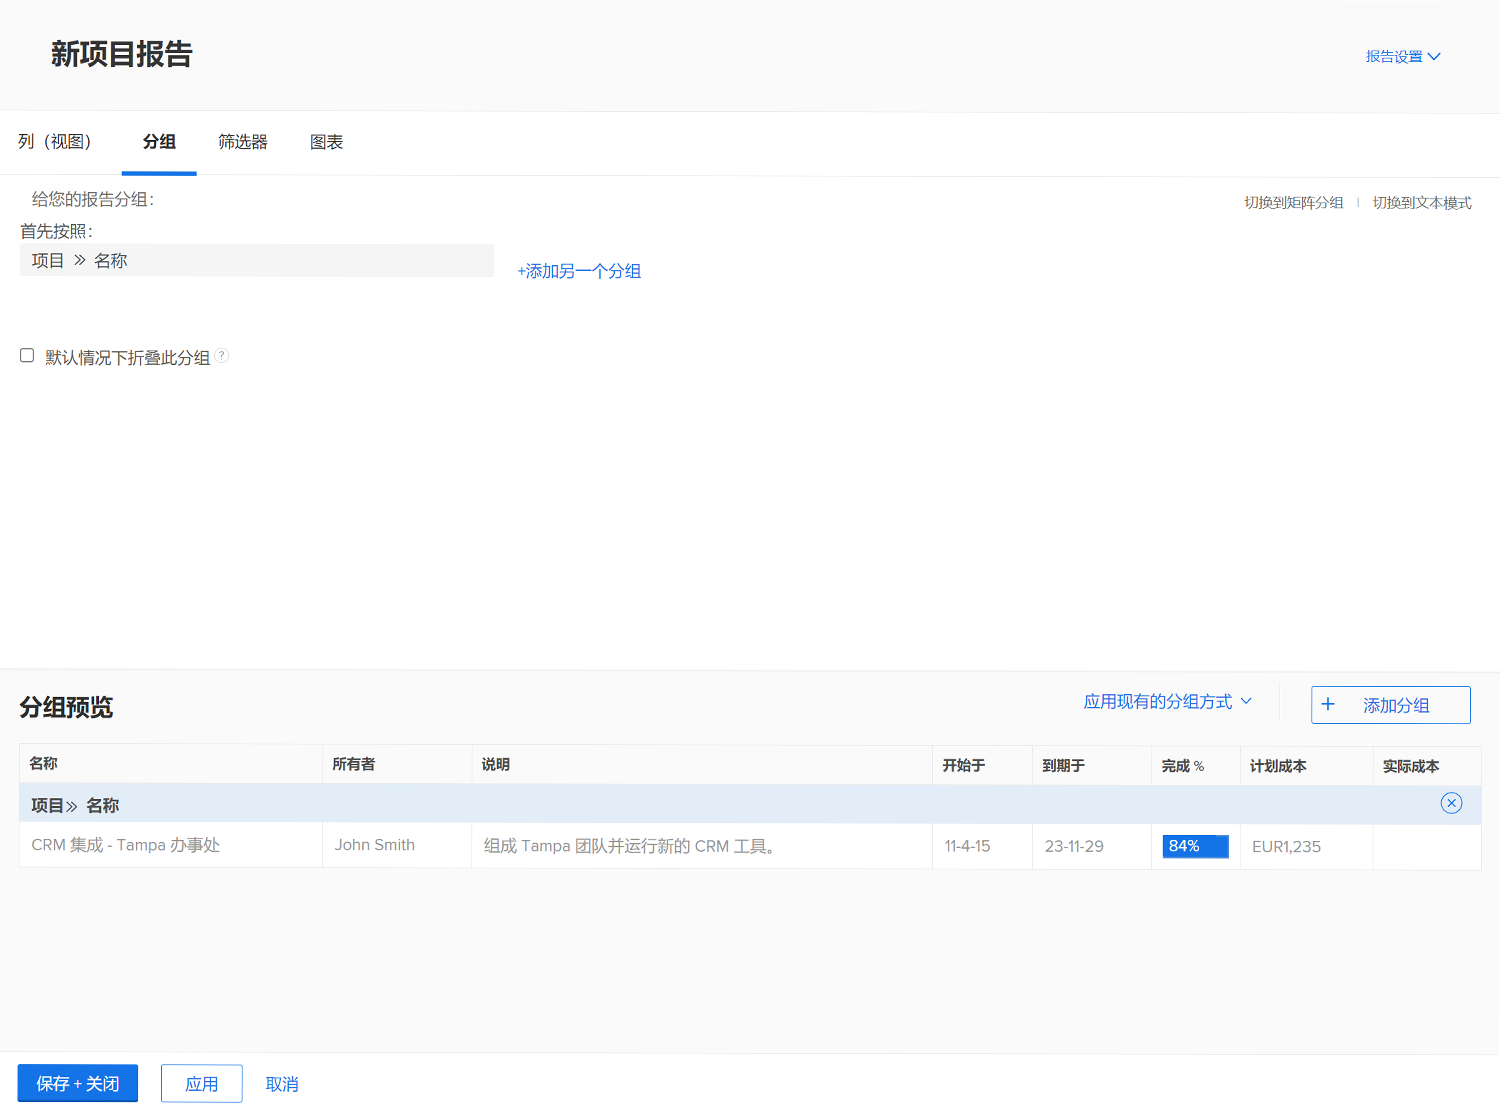 新项目报告
报告设置
列（视图） 分组 筛选器 图表
给您的报告分组：
切换到矩阵分组 | 切换到文本模式
首先按照：
项目 » 名称
+添加另一个分组
默认情况下折叠此分组 ?
分组预览
应用现有的分组方式
+ 添加分组
名称 所有者 说明 开始于 到期于 完成 % 计划成本 实际成本
项目» 名称
CRM 集成 - Tampa 办事处 John Smith 组成 Tampa 团队并运行新的 CRM 工具。 11-4-15 23-11-29 84% EUR1,235
保存 + 关闭 应用 取消